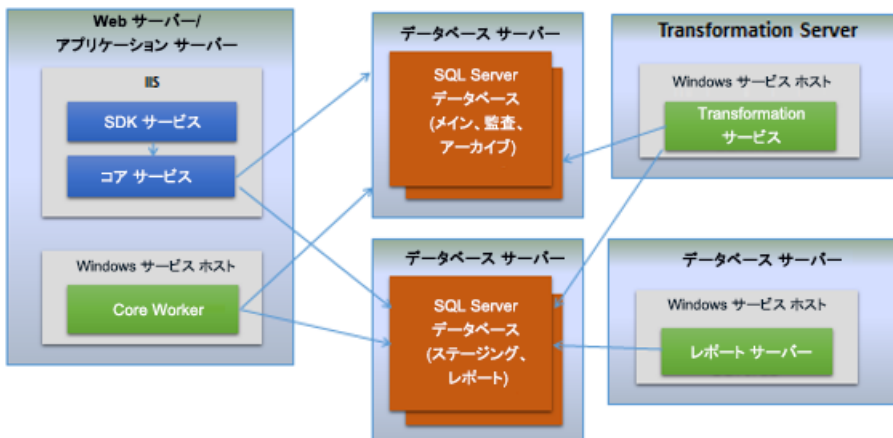 Web サーバー/
アプリケーション サーバー
IIS
SDK サービス
コア サービス
Windows サービス ホスト
Core Worker
データベース サーバー
SQL Server
データベース
(メイン、監査、
アーカイブ)
データベース サーバー
SQL Server
データベース
(ステージング、
レポート)
Transformation Server
Windows サービス ホスト
Transformation
サービス
データベース サーバー
Windows サービス ホスト
レポート サーバー